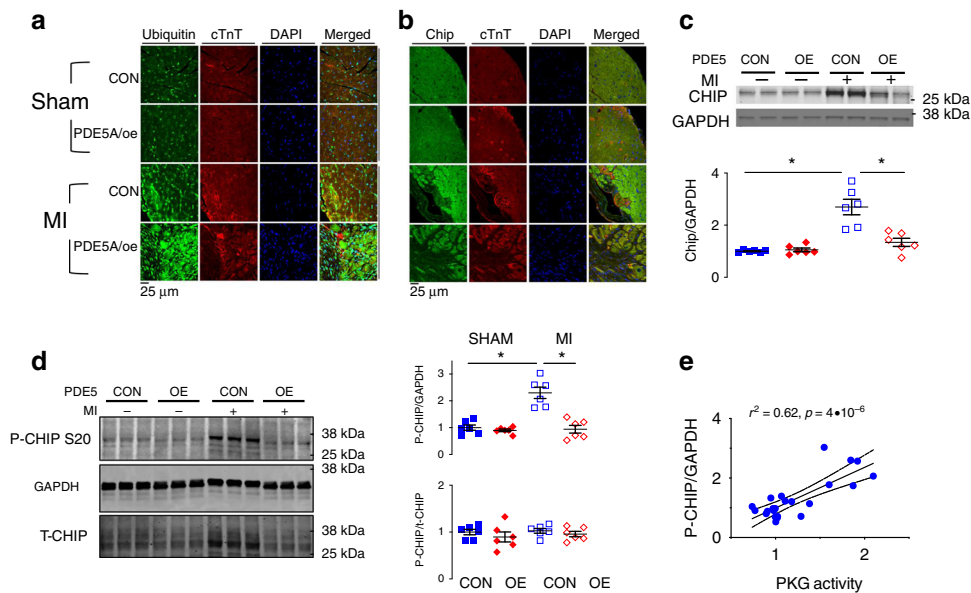 a
Ubiquitin cTnT DAPI Merged
Sham
CON
PDE5A/oe
MI
CON
PDE5A/oe
25 μm
b
Chip cTnT DAPI Merged
25 μm
c
PDE5 CON OE CON OE
MI − − + +
CHIP
25 kDa
38 kDa
GAPDH
* *
Chip/GAPDH
4
2
0
d
PDE5 CON OE CON OE
MI − − + +
P-CHIP S20
38 kDa
25 kDa
38 kDa
GAPDH
T-CHIP
38 kDa
25 kDa
SHAM MI
* *
P-CHIP/GAPDH
3
2
1
0
P-CHIP/t-CHIP
2
1
0
CON OE CON OE
e
r² = 0.62, p = 4•10⁻⁶
P-CHIP/GAPDH
4
2
0
1 2
PKG activity